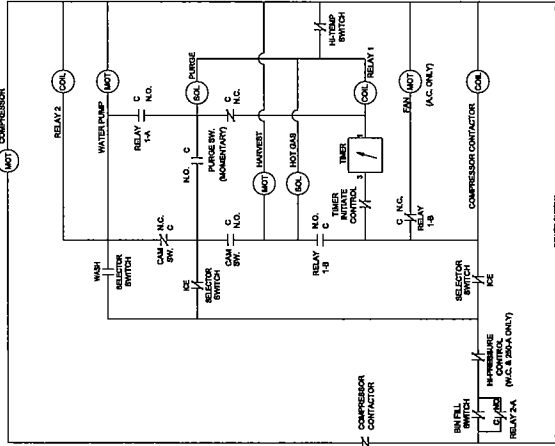 COMPRESSOR
MOT
COMPRESSOR
CONTACTOR
RELAY 2
COIL
WASH
SELECTOR
SWITCH
WATER PUMP
MOT
N.C.
C
CAM
SW.
C
N.O.
RELAY
1-A
ICE
SELECTOR
SWITCH
N.O.
C
PURGE
SOL
PURGE SW.
(MOMENTARY)
C
N.C.
C
N.O.
CAM
SW.
HARVEST
MOT
HOT GAS
SOL
HI-TEMP
SWITCH
N.O.
C
RELAY
1-B
TIMER
INITIATE
CONTROL
TIMER
3
1
COIL
RELAY 1
C
N.C.
RELAY
1-B
FAN
MOT
(A.C. ONLY)
BIN FILL
SWITCH
C
NO
RELAY 2-A
HI-PRESSURE
CONTROL
(W.C. & 250-A ONLY)
SELECTOR
SWITCH
ICE
COMPRESSOR CONTACTOR
COIL